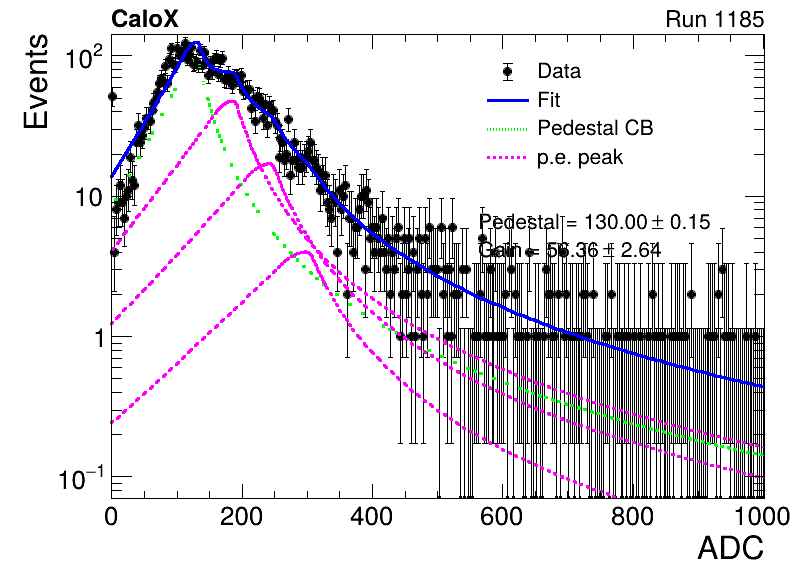 CaloX Run 1185
Events
10²
10
1
10⁻¹
Data
Fit
Pedestal CB
p.e. peak
Pedestal = 130.00 ± 0.15
Gain = 56.36 ± 2.64
0 200 400 600 800 1000
ADC